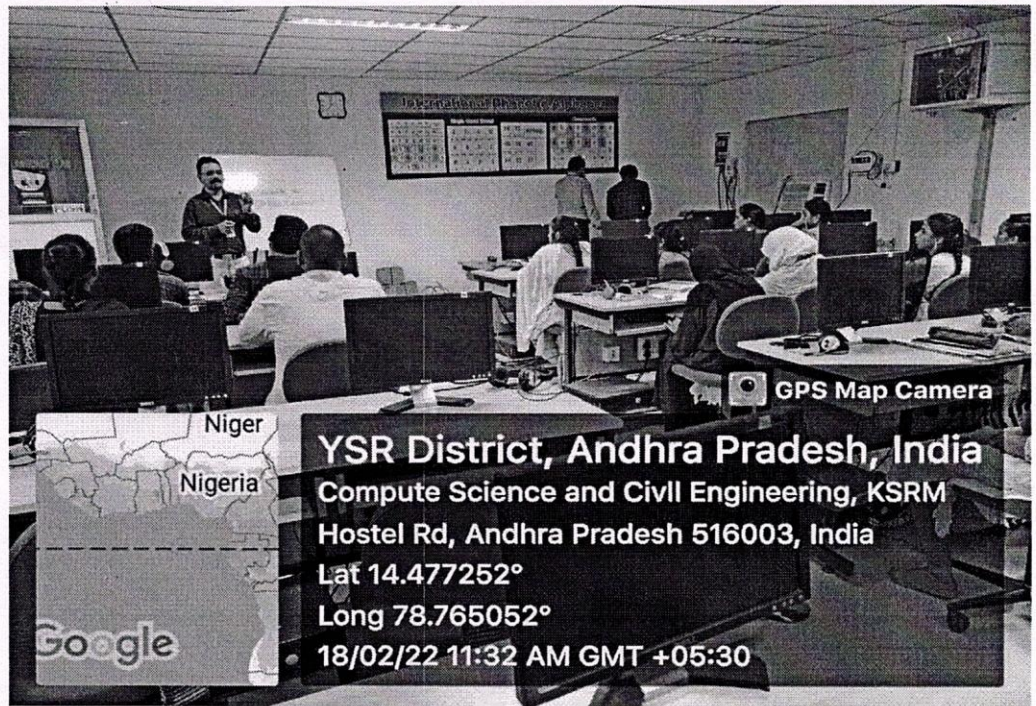 International Phonetic Alphabet
PUSH
GPS Map Camera
Niger
Nigeria
Google
YSR District, Andhra Pradesh, India
Compute Science and Civll Engineering, KSRM
Hostel Rd, Andhra Pradesh 516003, India
Lat 14.477252°
Long 78.765052°
18/02/22 11:32 AM GMT +05:30